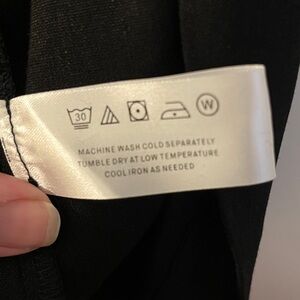 30 W
MACHINE WASH COLD SEPARATELY
TUMBLE DRY AT LOW TEMPERATURE
COOL IRON AS NEEDED